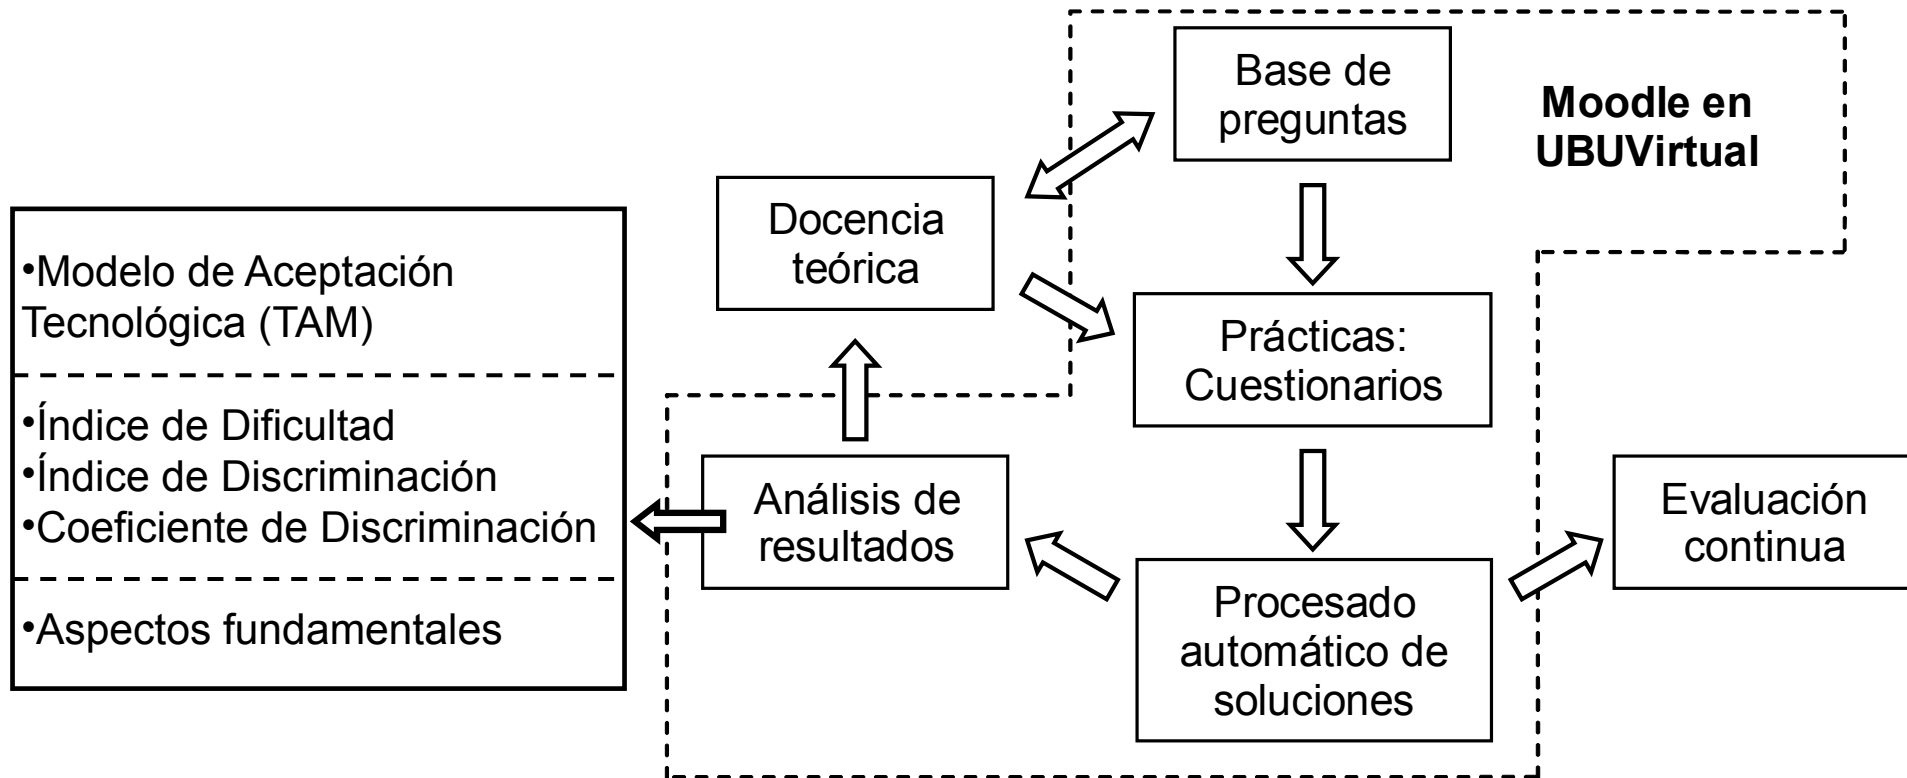 Base de
preguntas
Moodle en
UBUVirtual
Docencia
teórica
•Modelo de Aceptación
Tecnológica (TAM)
Prácticas:
Cuestionarios
•Índice de Dificultad
•Índice de Discriminación
•Coeficiente de Discriminación
Análisis de
resultados
Evaluación
continua
•Aspectos fundamentales
Procesado
automático de
soluciones